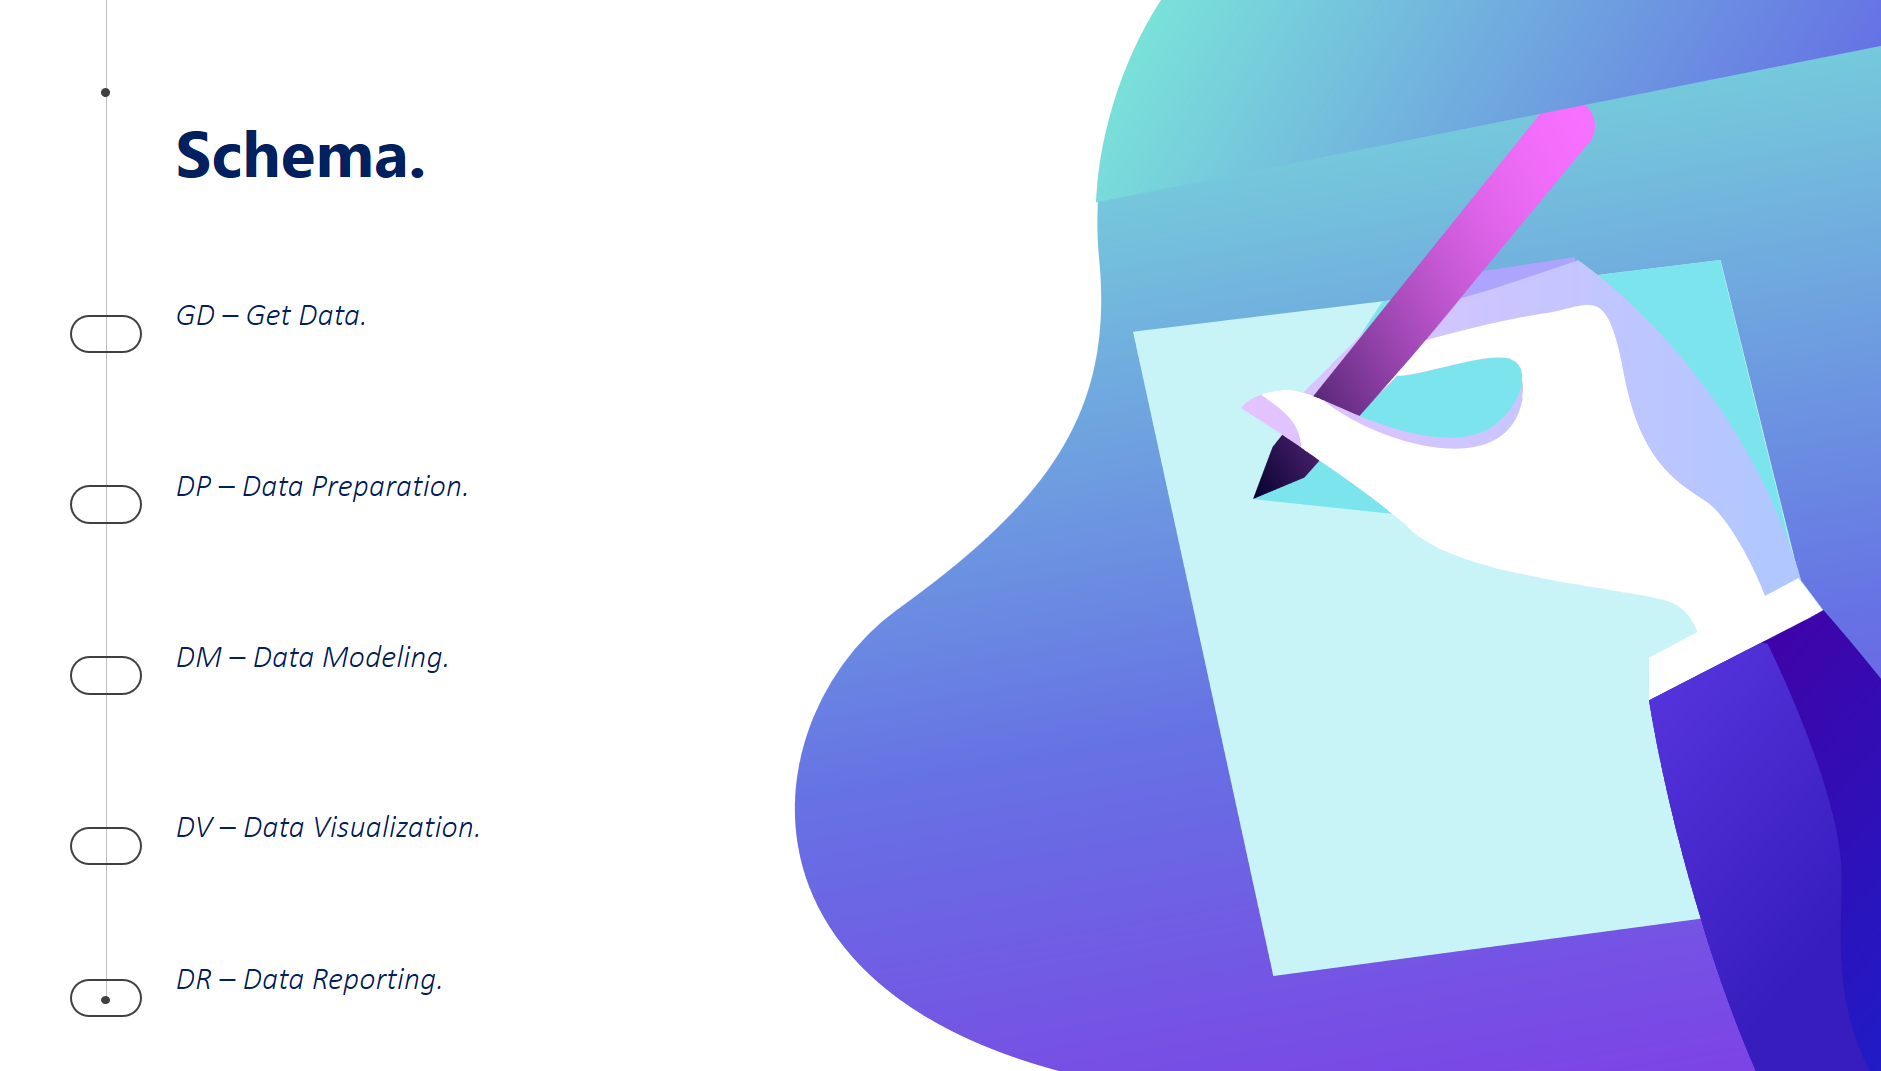 Schema.
GD – Get Data.
DP – Data Preparation.
DM – Data Modeling.
DV – Data Visualization.
DR – Data Reporting.